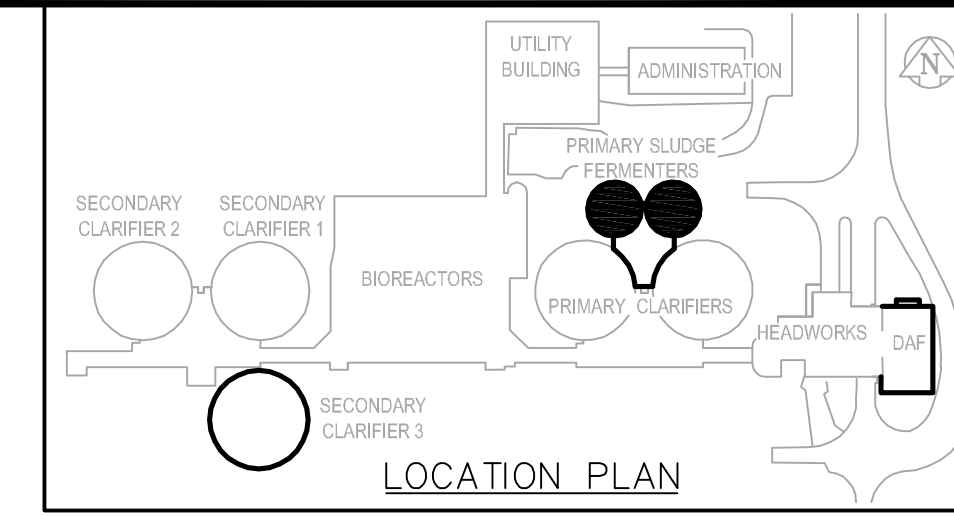 UTILITY
BUILDING
ADMINISTRATION
N
PRIMARY SLUDGE
FERMENTERS
SECONDARY
CLARIFIER 2
SECONDARY
CLARIFIER 1
BIOREACTORS
PRIMARY CLARIFIERS
HEADWORKS
DAF
SECONDARY
CLARIFIER 3
LOCATION PLAN